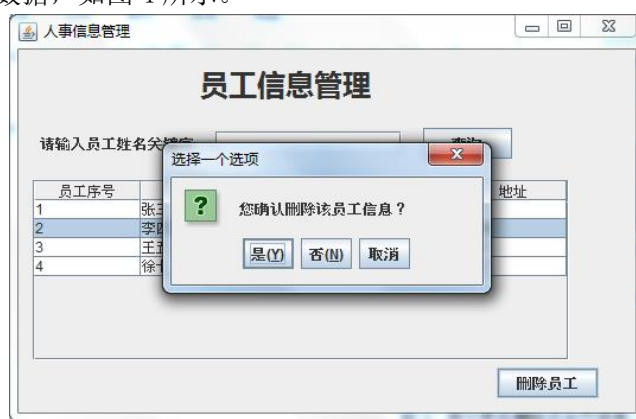 数据，如图 1所示。
人事信息管理
员工信息管理
请输入员工姓名关键字
选择一个选项
员工序号 地址
您确认删除该员工信息？
1 张三
2 李四
3 王五
是(Y) 否(N) 取消
4 徐
删除员工